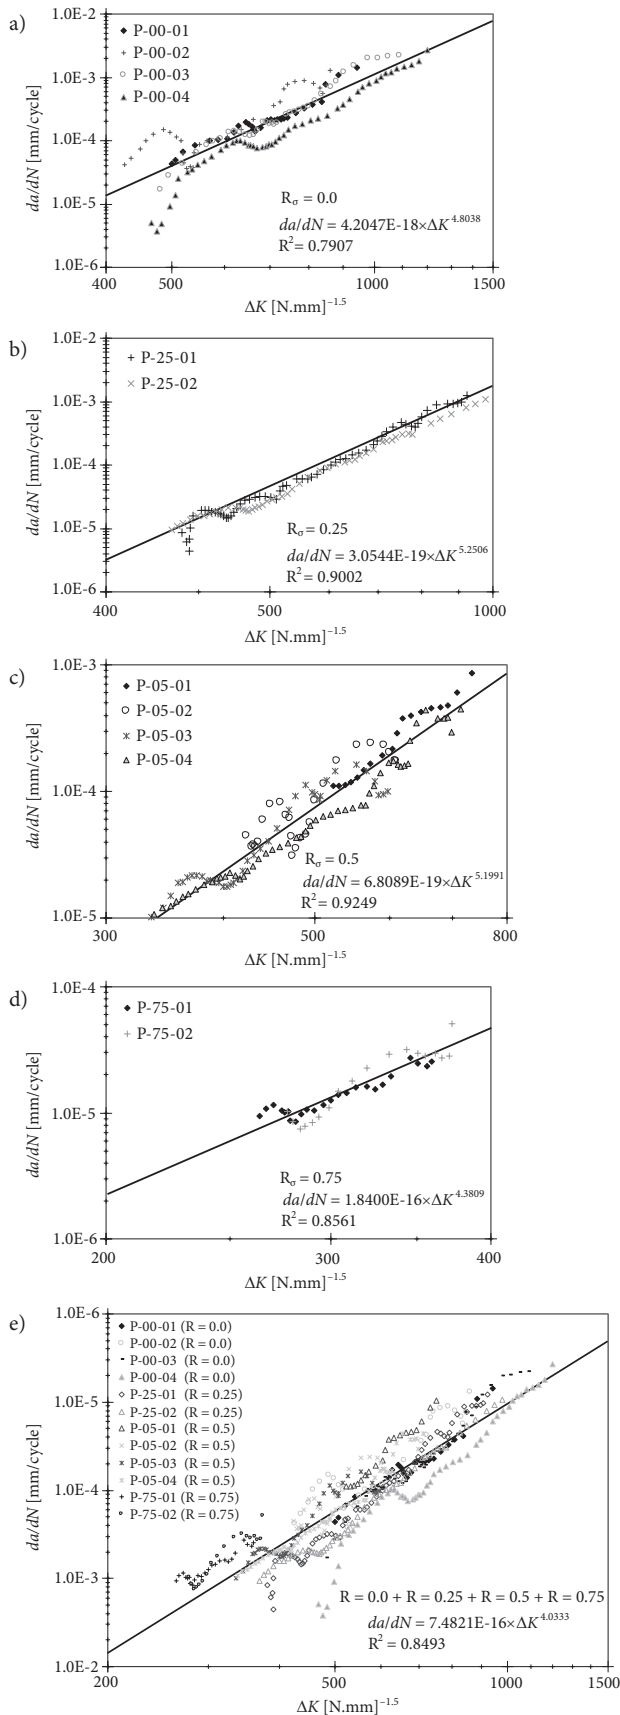 a)
1.0E-2
1.0E-3
1.0E-4
1.0E-5
1.0E-6
da/dN [mm/cycle]
P-00-01
P-00-02
P-00-03
P-00-04
Rσ = 0.0
da/dN = 4.2047E-18×ΔK^4.8038
R² = 0.7907
400 500 1000 1500
ΔK [N.mm]^−1.5
b)
1.0E-2
1.0E-3
1.0E-4
1.0E-5
1.0E-6
da/dN [mm/cycle]
P-25-01
P-25-02
Rσ = 0.25
da/dN = 3.0544E-19×ΔK^5.2506
R² = 0.9002
400 500 1000
ΔK [N.mm]^−1.5
c)
1.0E-3
1.0E-4
1.0E-5
da/dN [mm/cycle]
P-05-01
P-05-02
P-05-03
P-05-04
Rσ = 0.5
da/dN = 6.8089E-19×ΔK^5.1991
R² = 0.9249
300 500 800
ΔK [N.mm]^−1.5
d)
1.0E-4
1.0E-5
1.0E-6
da/dN [mm/cycle]
P-75-01
P-75-02
Rσ = 0.75
da/dN = 1.8400E-16×ΔK^4.3809
R² = 0.8561
200 300 400
ΔK [N.mm]^−1.5
e)
1.0E-6
1.0E-5
1.0E-4
1.0E-3
1.0E-2
da/dN [mm/cycle]
P-00-01 (R = 0.0)
P-00-02 (R = 0.0)
P-00-03 (R = 0.0)
P-00-04 (R = 0.0)
P-25-01 (R = 0.25)
P-25-02 (R = 0.25)
P-05-01 (R = 0.5)
P-05-02 (R = 0.5)
P-05-03 (R = 0.5)
P-05-04 (R = 0.5)
P-75-01 (R = 0.75)
P-75-02 (R = 0.75)
R = 0.0 + R = 0.25 + R = 0.5 + R = 0.75
da/dN = 7.4821E-16×ΔK^4.0333
R² = 0.8493
200 500 1000 1500
ΔK [N.mm]^−1.5